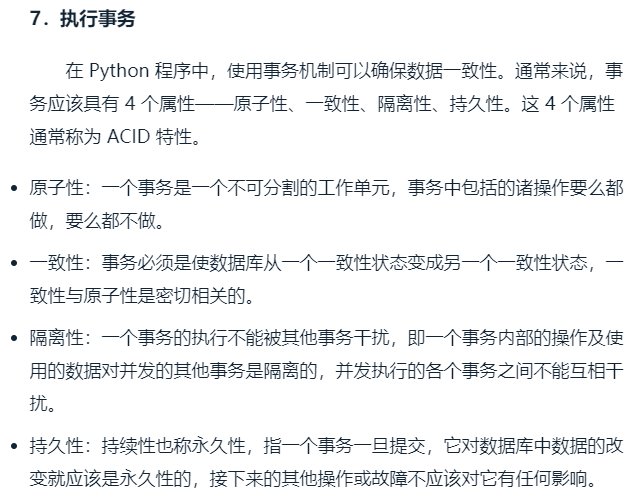 7．执行事务
在 Python 程序中，使用事务机制可以确保数据一致性。通常来说，事
务应该具有 4 个属性——原子性、一致性、隔离性、持久性。这 4 个属性
通常称为 ACID 特性。
• 原子性：一个事务是一个不可分割的工作单元，事务中包括的诸操作要么都
做，要么都不做。
• 一致性：事务必须是使数据库从一个一致性状态变成另一个一致性状态，一
致性与原子性是密切相关的。
• 隔离性：一个事务的执行不能被其他事务干扰，即一个事务内部的操作及使
用的数据对并发的其他事务是隔离的，并发执行的各个事务之间不能互相干
扰。
• 持久性：持续性也称永久性，指一个事务一旦提交，它对数据库中数据的改
变就应该是永久性的，接下来的其他操作或故障不应该对它有任何影响。